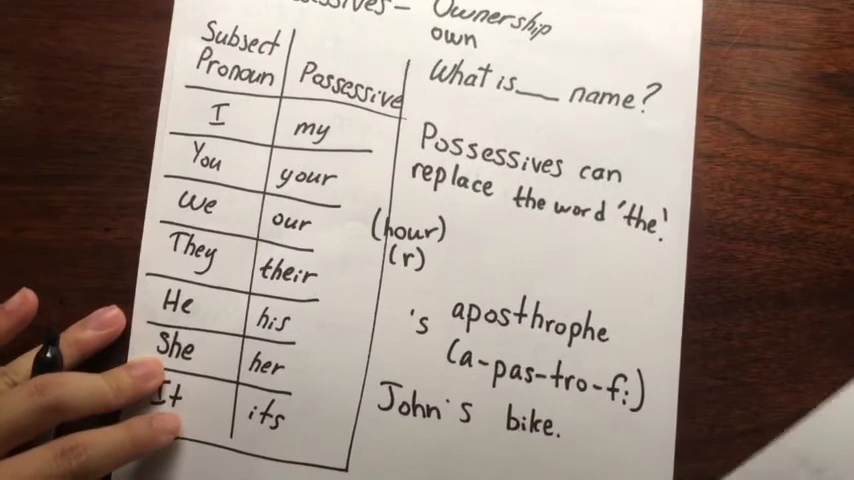 Ownership
own
Subject Pronoun | Possessive
I | my
You | your
We | our
They | their
He | his
She | her
It | its
What is ___ name?
Possessives can
replace the word 'the'.
(hour)
(r)
's aposthrophe
(a-pas-tro-fi:)
John's bike.